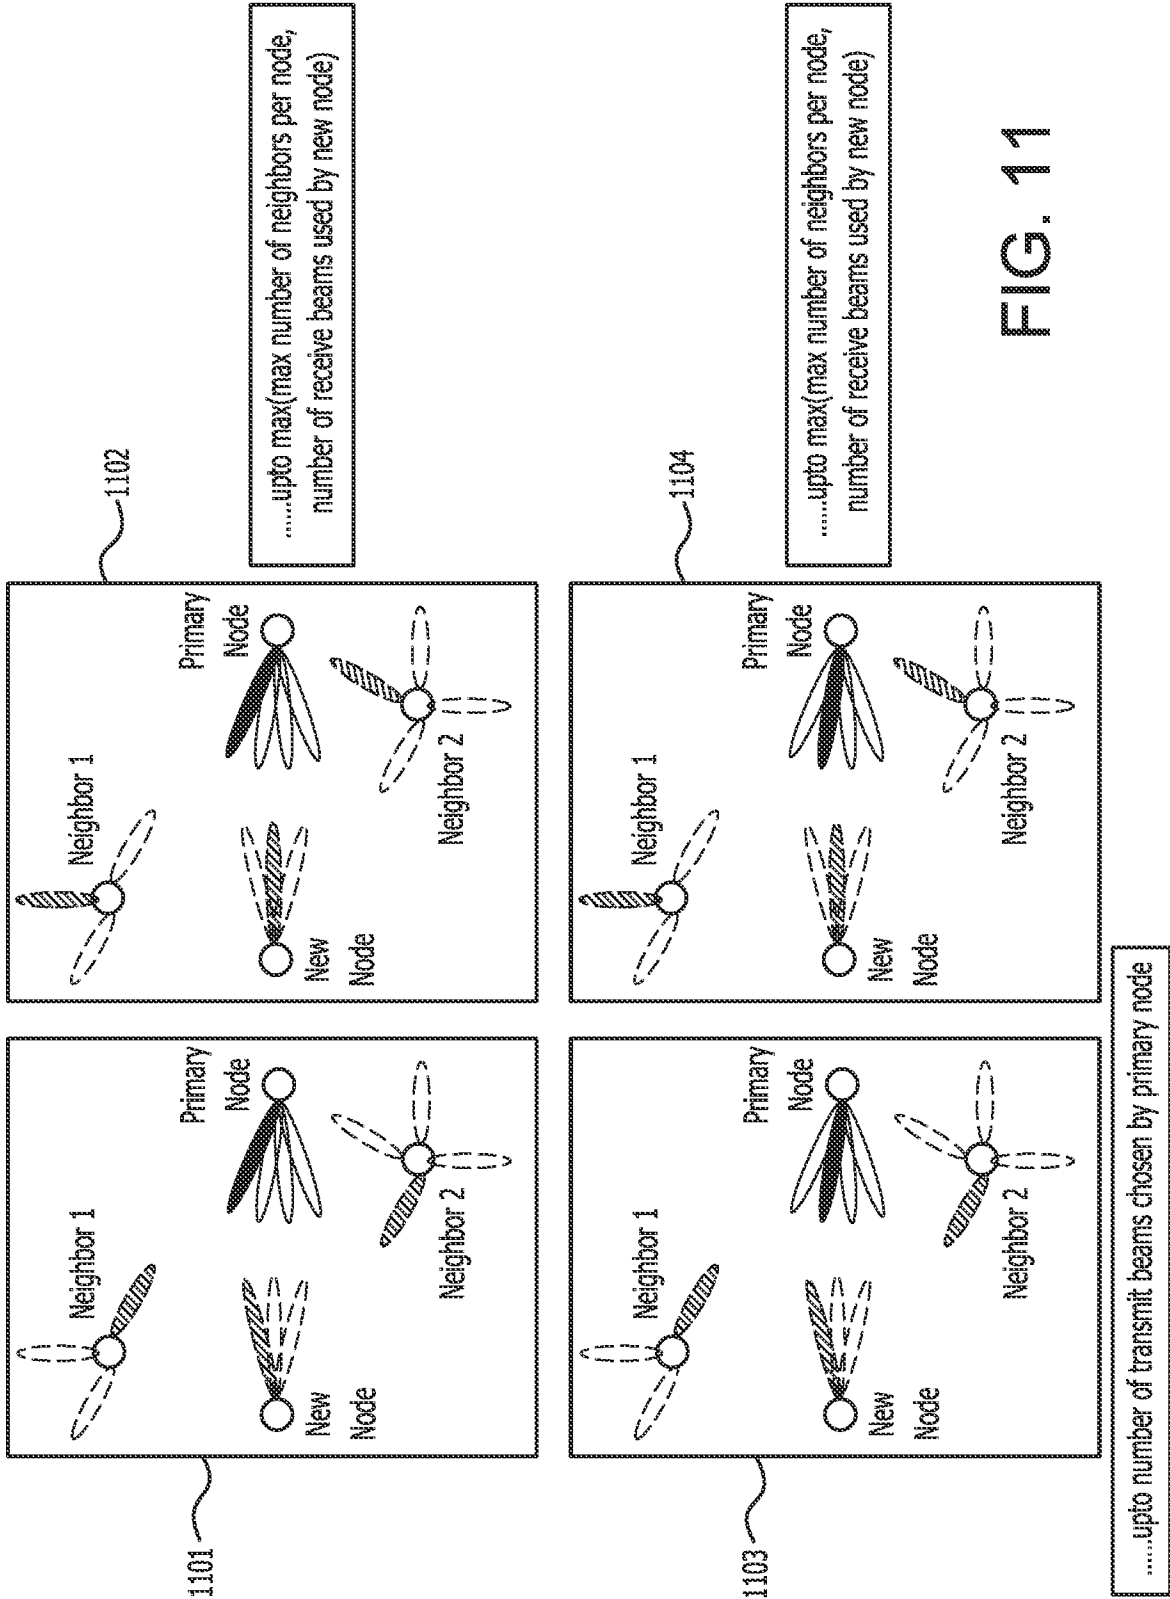 1101
Neighbor 1
Primary
Node
New
Node
Neighbor 2
1102
Neighbor 1
Primary
Node
New
Node
Neighbor 2
......upto max(max number of neighbors per node,
number of receive beams used by new node)
1103
Neighbor 1
Primary
Node
New
Node
Neighbor 2
1104
Neighbor 1
Primary
Node
New
Node
Neighbor 2
......upto max(max number of neighbors per node,
number of receive beams used by new node)
......upto number of transmit beams chosen by primary node
FIG. 11